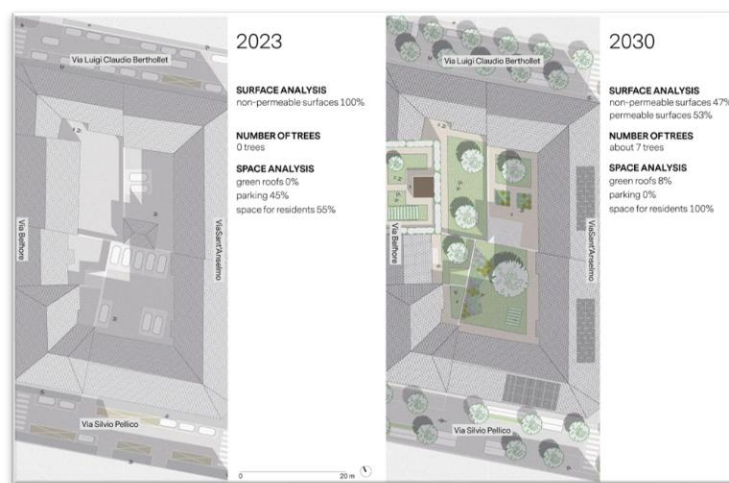 2023
Via Luigi Claudio Berthollet
SURFACE ANALYSIS
non-permeable surfaces 100%
NUMBER OF TREES
0 trees
SPACE ANALYSIS
green roofs 0%
parking 45%
space for residents 55%
Via Belfiore
Via Sant'Anselmo
Via Silvio Pellico
0 20 m
2030
Via Luigi Claudio Berthollet
SURFACE ANALYSIS
non-permeable surfaces 47%
permeable surfaces 53%
NUMBER OF TREES
about 7 trees
SPACE ANALYSIS
green roofs 8%
parking 0%
space for residents 100%
Via Belfiore
ViaSant'Anselmo
Via Silvio Pellico